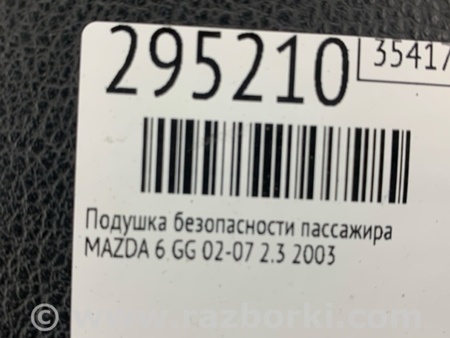 295210
35417
Подушка безопасности пассажира
MAZDA 6 GG 02-07 2.3 2003
© www.razborki.com